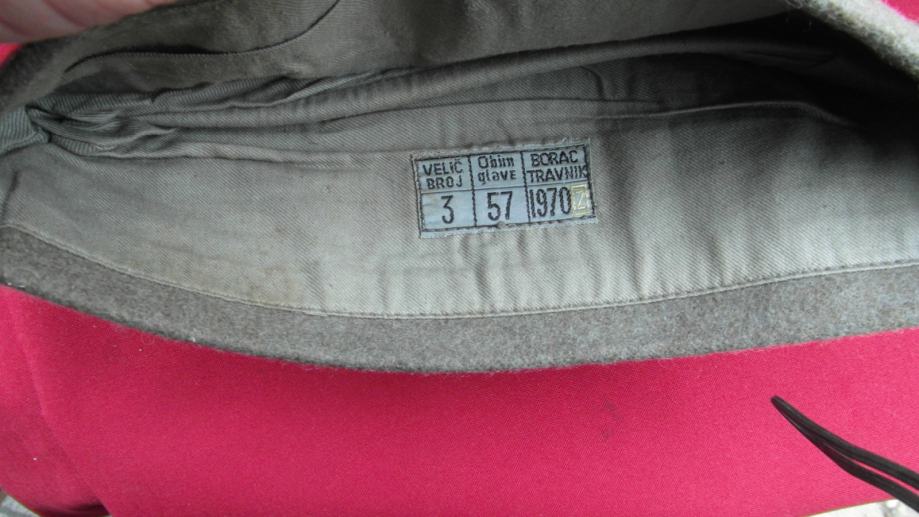 VELIČ BROJ
Obim glave
BORAC TRAVNIK
3
57
1970 Z